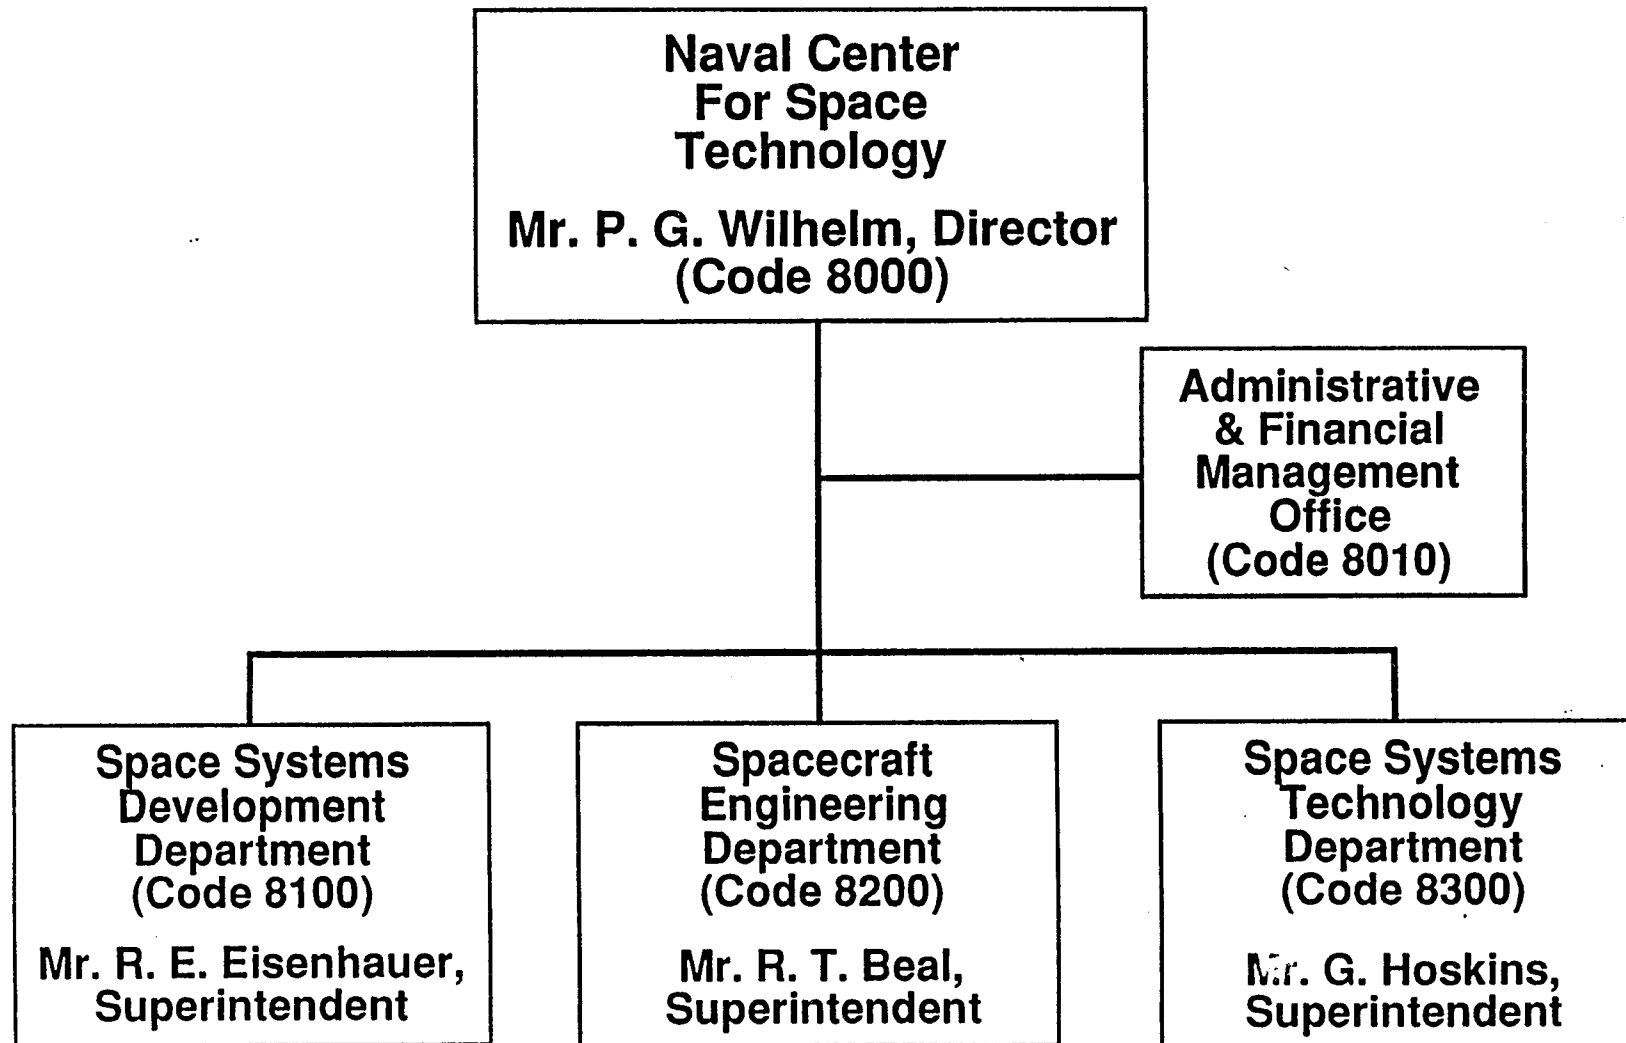 Naval Center
For Space
Technology
Mr. P. G. Wilhelm, Director
(Code 8000)
Administrative
& Financial
Management
Office
(Code 8010)
Space Systems
Development
Department
(Code 8100)
Mr. R. E. Eisenhauer,
Superintendent
Spacecraft
Engineering
Department
(Code 8200)
Mr. R. T. Beal,
Superintendent
Space Systems
Technology
Department
(Code 8300)
Mr. G. Hoskins,
Superintendent